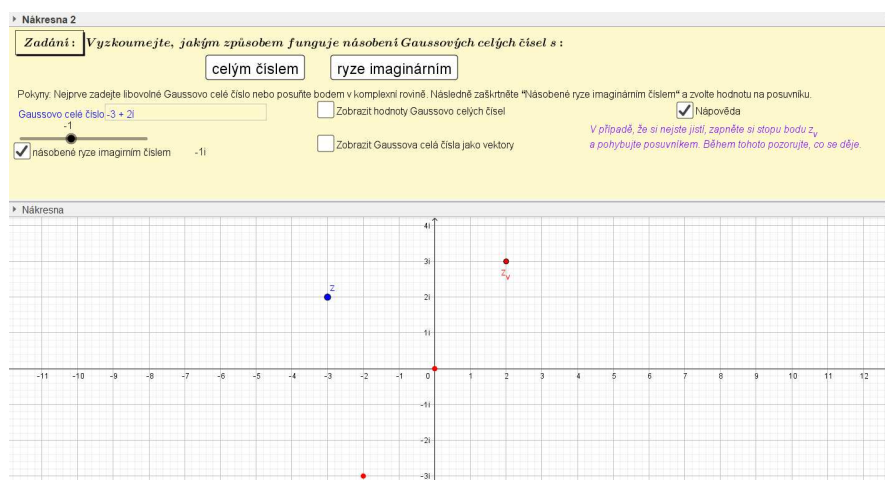 Nákresna 2
Zadání: Vyzkoumejte, jakým způsobem funguje násobení Gaussových celých čísel s:
celým číslem ryze imaginárním
Pokyny: Nejprve zadejte libovolné Gaussovo celé číslo nebo posuňte bodem v komplexní rovině. Následně zaškrtněte "Násobené ryze imaginárním číslem" a zvolte hodnotu na posuvníku.
Gaussovo celé číslo -3 + 2í
Zobrazit hodnoty Gaussovo celých čísel
Nápověda
-1
V případě, že si nejste jistí, zapněte si stopu bodu z_v
a pohybujte posuvníkem. Během tohoto pozorujte, co se děje.
násobené ryze imagirním číslem -1i
Zobrazit Gaussova celá čísla jako vektory
Nákresna
4i
3i
z_v
z
2i
1i
-11 -10 -9 -8 -7 -6 -5 -4 -3 -2 -1 0 1 2 3 4 5 6 7 8 9 10 11 12
-1i
-2i
-3i